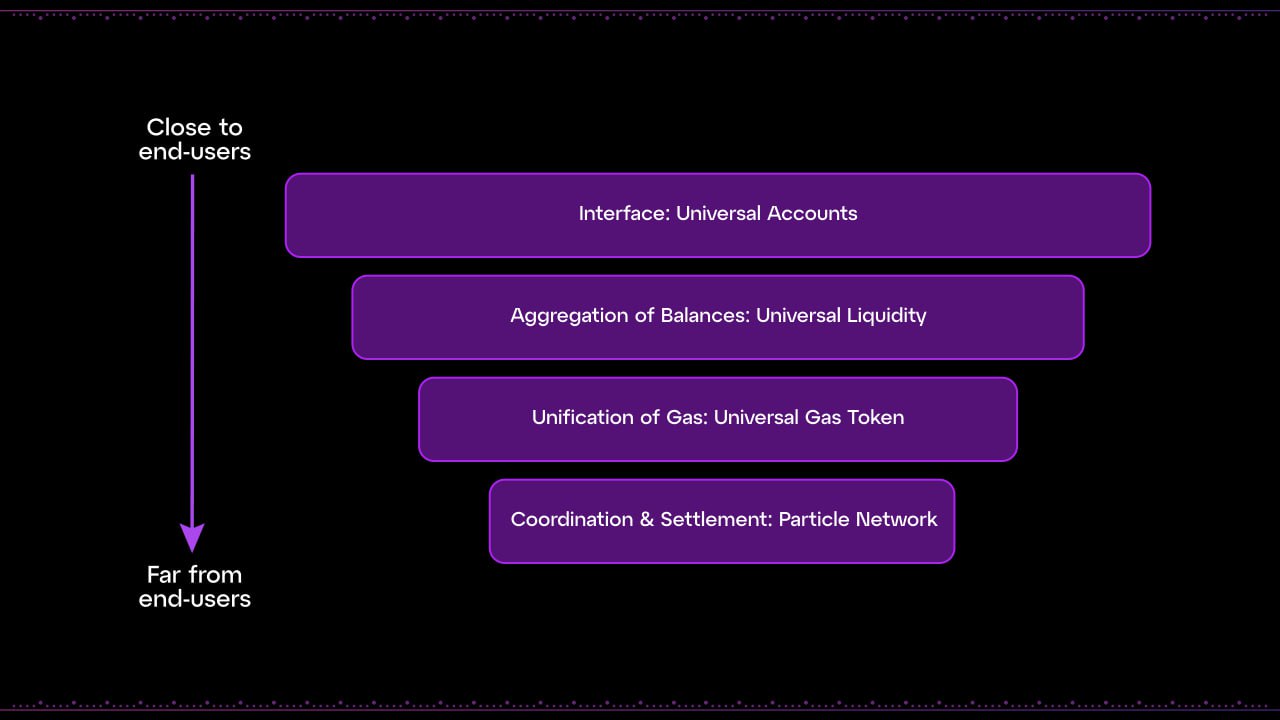 Close to
end-users
Interface: Universal Accounts
Aggregation of Balances: Universal Liquidity
Unification of Gas: Universal Gas Token
Coordination & Settlement: Particle Network
Far from
end-users